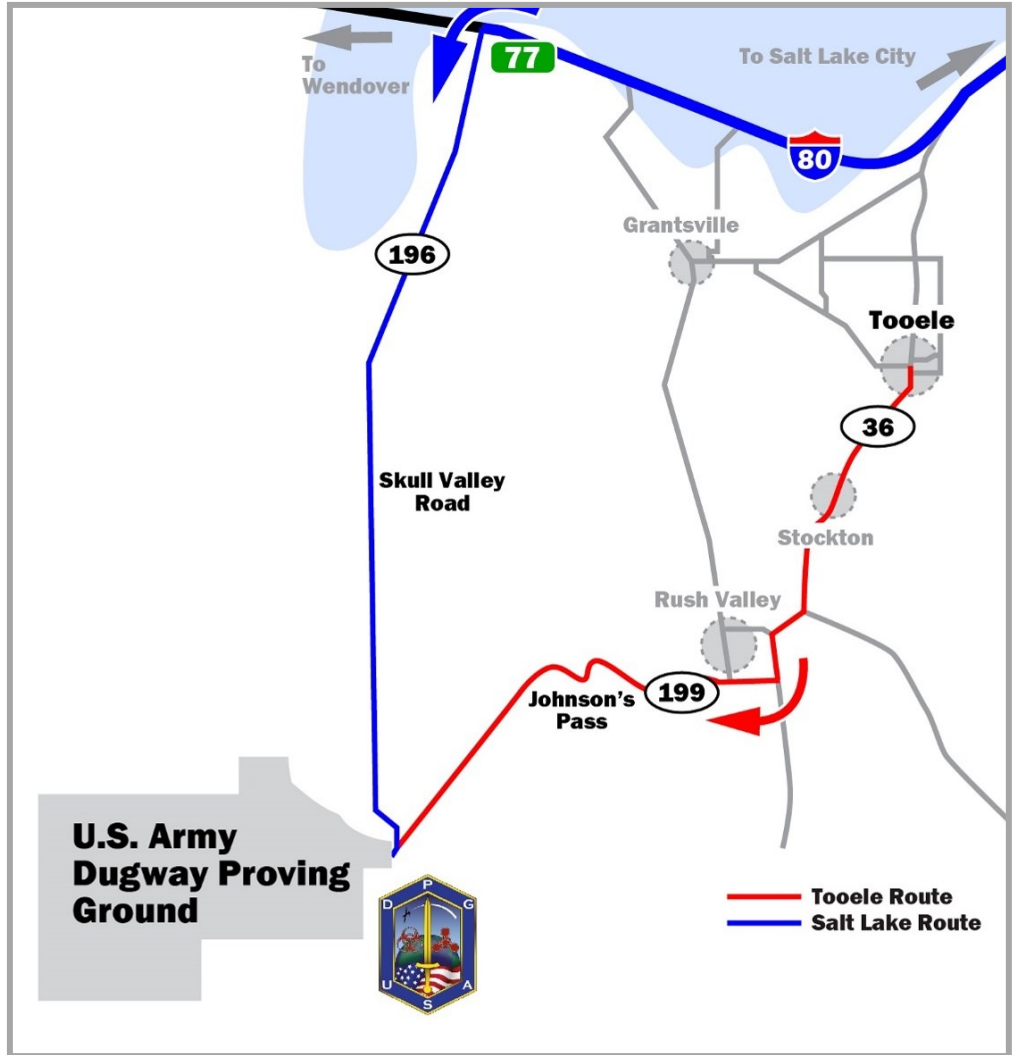 77
To
Wendover
To Salt Lake City
80
Grantsville
196
Tooele
36
Skull Valley
Road
Stockton
Rush Valley
199
Johnson's
Pass
U.S. Army
Dugway Proving
Ground
P
D G
U A
S
Tooele Route
Salt Lake Route